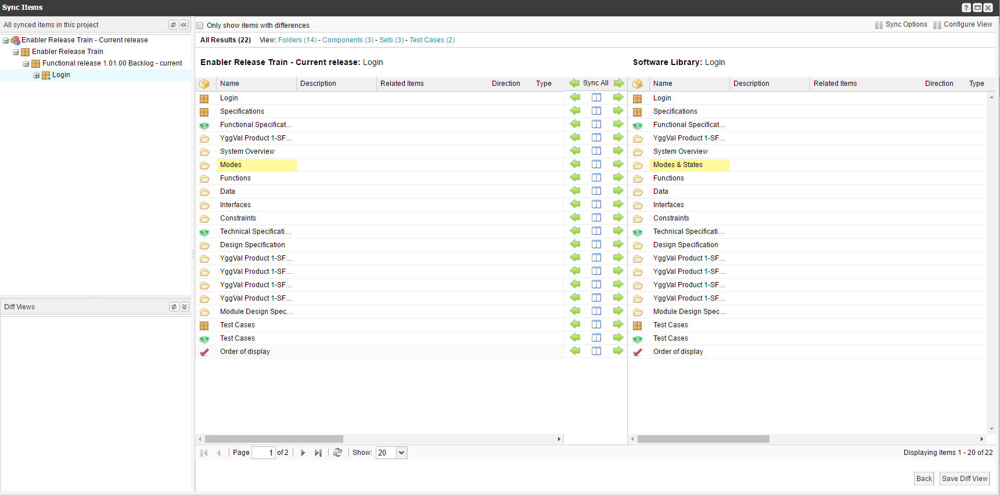 Sync Items
All synced items in this project
Enabler Release Train - Current release
Enabler Release Train
Functional release 1.01.00 Backlog - current
Login
Diff Views
Only show items with differences
Sync Options
Configure View
All Results (22) View: Folders (14) - Components (3) - Sets (3) - Test Cases (2)
Enabler Release Train - Current release: Login
Software Library: Login
Name Description Related Items Direction Type Sync All Name Description Related Items Direction Type
Login Login
Specifications Specifications
Functional Specificat... Functional Specificat...
YggVal Product 1-SF... YggVal Product 1-SF...
System Overview System Overview
Modes Modes & States
Functions Functions
Data Data
Interfaces Interfaces
Constraints Constraints
Technical Specificati... Technical Specificati...
Design Specification Design Specification
YggVal Product 1-SF... YggVal Product 1-SF...
YggVal Product 1-SF... YggVal Product 1-SF...
YggVal Product 1-SF... YggVal Product 1-SF...
YggVal Product 1-SF... YggVal Product 1-SF...
Module Design Spec... Module Design Spec...
Test Cases Test Cases
Test Cases Test Cases
Order of display Order of display
Page 1 of 2 Show: 20 Displaying items 1 - 20 of 22
Back Save Diff View